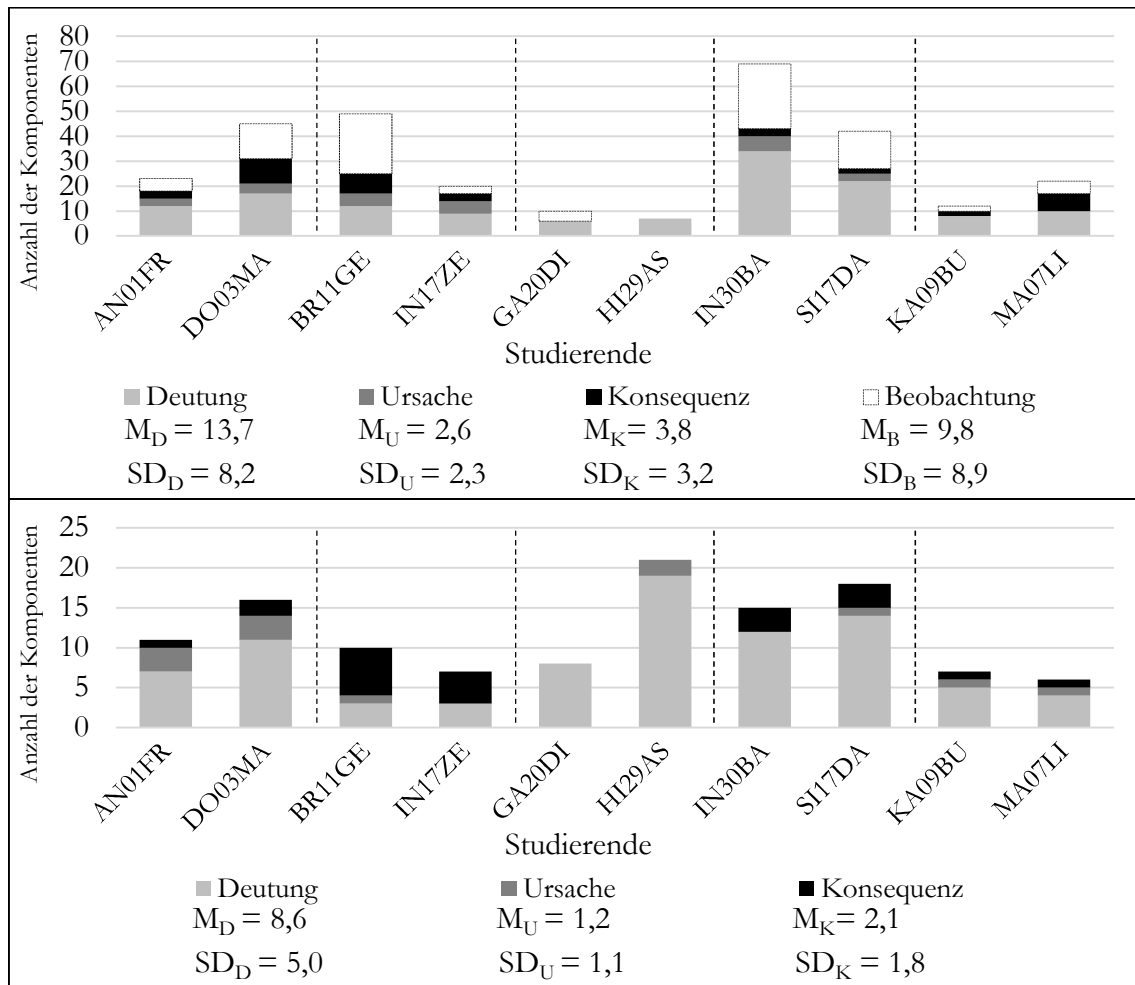 Anzahl der Komponenten
80
70
60
50
40
30
20
10
0
AN01FR
DO03MA
BR11GE
IN17ZE
GA20DI
HI29AS
IN30BA
SI17DA
KA09BU
MA07LI
Studierende
Deutung Ursache Konsequenz Beobachtung
M_D = 13,7 M_U = 2,6 M_K= 3,8 M_B = 9,8
SD_D = 8,2 SD_U = 2,3 SD_K = 3,2 SD_B = 8,9
Anzahl der Komponenten
25
20
15
10
5
0
AN01FR
DO03MA
BR11GE
IN17ZE
GA20DI
HI29AS
IN30BA
SI17DA
KA09BU
MA07LI
Studierende
Deutung Ursache Konsequenz
M_D = 8,6 M_U = 1,2 M_K= 2,1
SD_D = 5,0 SD_U = 1,1 SD_K = 1,8